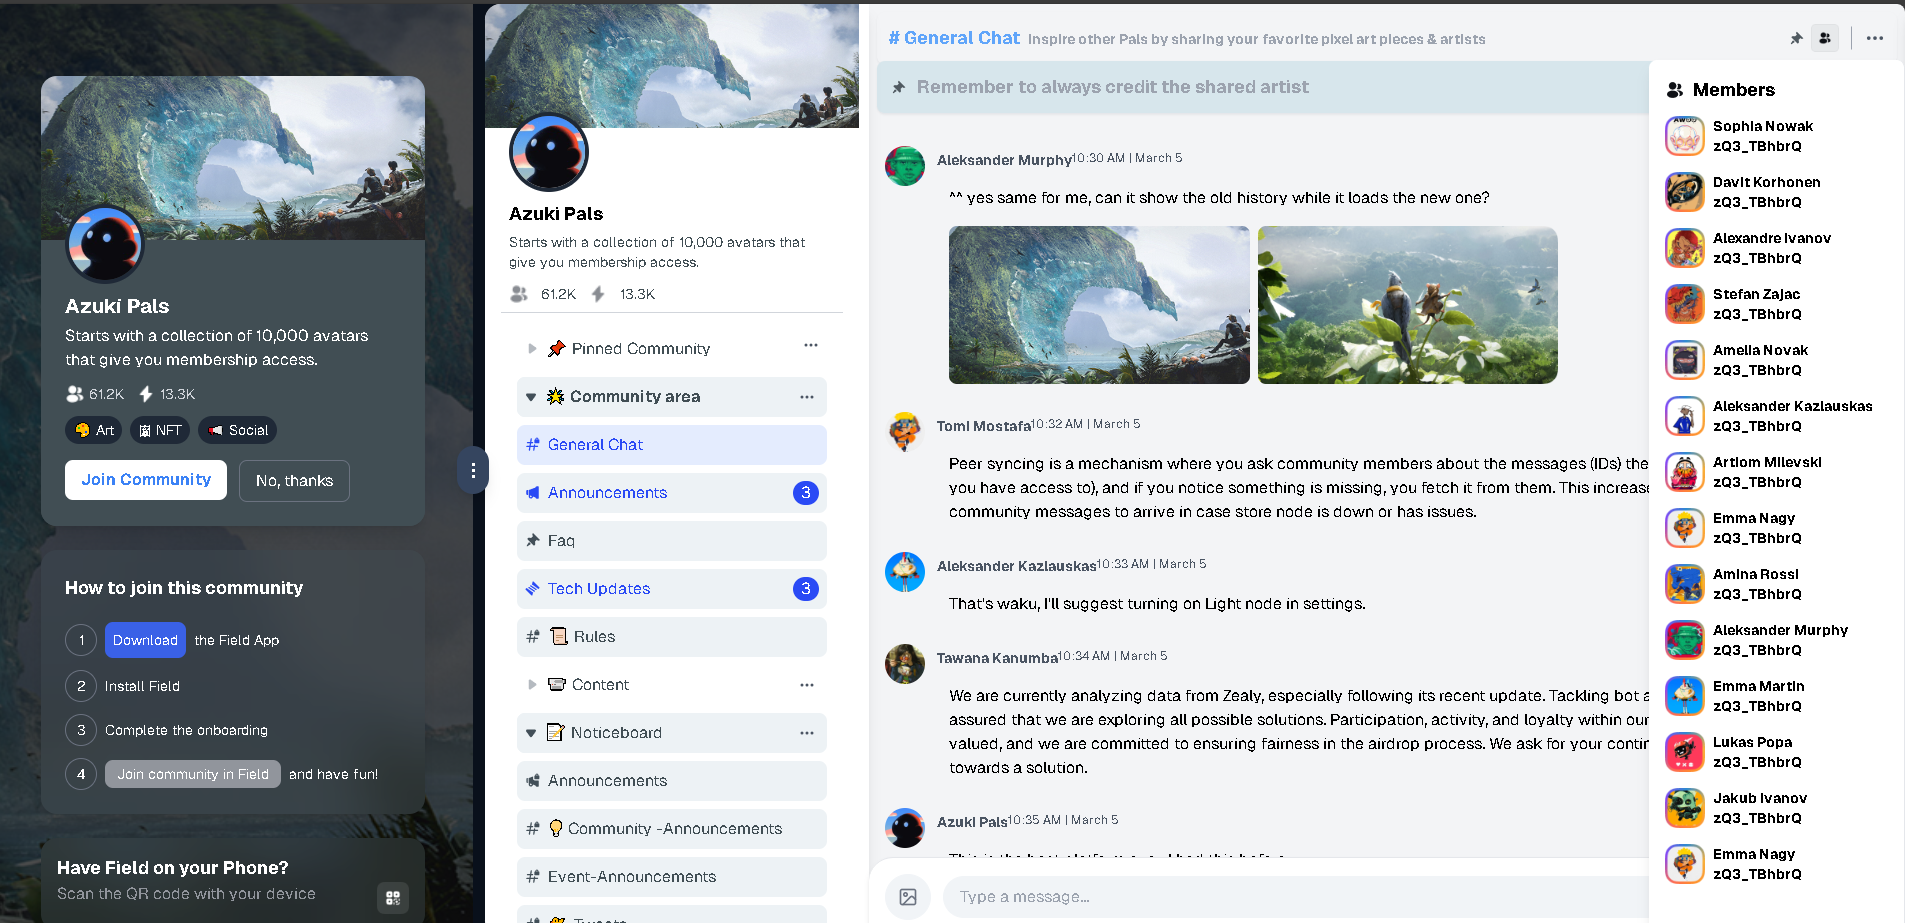 Azuki Pals
Starts with a collection of 10,000 avatars
that give you membership access.
61.2K 13.3K
Art NFT Social
Join Community No, thanks
How to join this community
1 Download the Field App
2 Install Field
3 Complete the onboarding
4 Join community in Field and have fun!
Have Field on your Phone?
Scan the QR code with your device
Azuki Pals
Starts with a collection of 10,000 avatars that
give you membership access.
61.2K 13.3K
Pinned Community
Community area
# General Chat
Announcements 3
Faq
Tech Updates 3
# Rules
Content
Noticeboard
Announcements
# Community -Announcements
# Event-Announcements
# Tweets
# General Chat Inspire other Pals by sharing your favorite pixel art pieces & artists
Remember to always credit the shared artist
Aleksander Murphy 10:30 AM | March 5
^^ yes same for me, can it show the old history while it loads the new one?
Tomi Mostafa 10:32 AM | March 5
Peer syncing is a mechanism where you ask community members about the messages (IDs) the
you have access to), and if you notice something is missing, you fetch it from them. This increase
community messages to arrive in case store node is down or has issues.
Aleksander Kazlauskas 10:33 AM | March 5
That's waku, I'll suggest turning on Light node in settings.
Tawana Kanumba 10:34 AM | March 5
We are currently analyzing data from Zealy, especially following its recent update. Tackling bot a
assured that we are exploring all possible solutions. Participation, activity, and loyalty within our
valued, and we are committed to ensuring fairness in the airdrop process. We ask for your contin
towards a solution.
Azuki Pals 10:35 AM | March 5
Type a message...
Members
Sophia Nowak
zQ3_TBhbrQ
Davit Korhonen
zQ3_TBhbrQ
Alexandre Ivanov
zQ3_TBhbrQ
Stefan Zajac
zQ3_TBhbrQ
Amelia Novak
zQ3_TBhbrQ
Aleksander Kazlauskas
zQ3_TBhbrQ
Artiom Milevski
zQ3_TBhbrQ
Emma Nagy
zQ3_TBhbrQ
Amina Rossi
zQ3_TBhbrQ
Aleksander Murphy
zQ3_TBhbrQ
Emma Martin
zQ3_TBhbrQ
Lukas Popa
zQ3_TBhbrQ
Jakub Ivanov
zQ3_TBhbrQ
Emma Nagy
zQ3_TBhbrQ